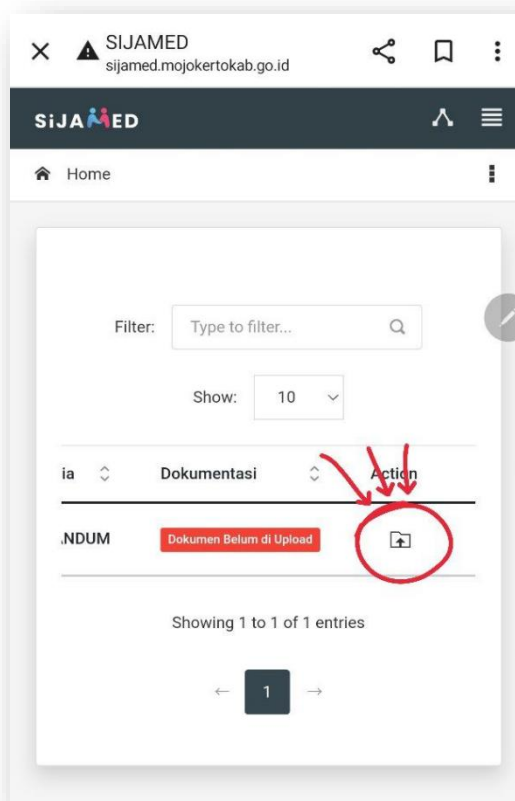 SIJAMED
sijamed.mojokertokab.go.id
SiJAMED
Home
Filter: Type to filter...
Show: 10
ia Dokumentasi Action
.NDUM Dokumen Belum di Upload
Showing 1 to 1 of 1 entries
← 1 →